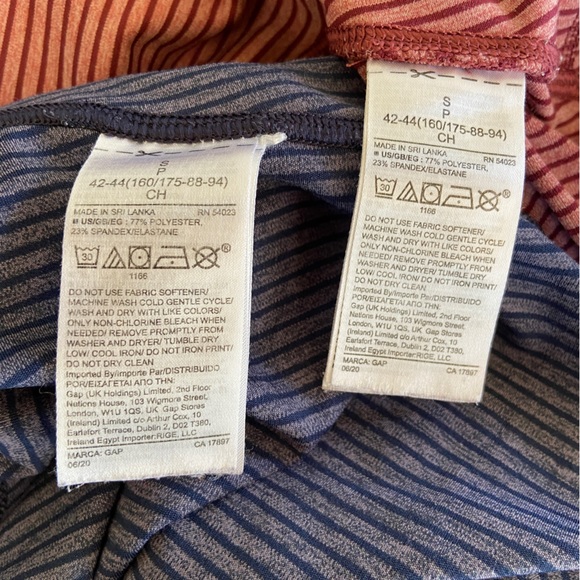 S
P
42-44(160/175-88-94)
CH
MADE IN SRI LANKA RN 54023
US/GB/EG : 77% POLYESTER,
23% SPANDEX/ELASTANE
30
1166
DO NOT USE FABRIC SOFTENER/
MACHINE WASH COLD GENTLE CYCLE/
WASH AND DRY WITH LIKE COLORS/
ONLY NON-CHLORINE BLEACH WHEN
NEEDED/ REMOVE PROMPTLY FROM
WASHER AND DRYER/ TUMBLE DRY
LOW/ COOL IRON/ DO NOT IRON PRINT/
DO NOT DRY CLEAN
Imported By/Importe Par/DISTRIBUIDO
POR/ΕΙΣΑΓΕΤΑΙ ΑΠΟ ΤΗΝ:
Gap (UK Holdings) Limited, 2nd Floor
Nations House, 103 Wigmore Street,
London, W1U 1QS, UK. Gap Stores
(Ireland) Limited c/o Arthur Cox, 10
Earlsfort Terrace, Dublin 2, D02 T380,
Ireland Egypt Importer:RIGE, LLC
CA 17897
MARCA: GAP
06/20
S
P
42-44(160/175-88-94)
CH
MADE IN SRI LANKA RN 54023
US/GB/EG : 77% POLYESTER,
23% SPANDEX/ELASTANE
30
1166
DO NOT USE FABRIC SOFTENER/
MACHINE WASH COLD GENTLE CYCLE/
WASH AND DRY WITH LIKE COLORS/
ONLY NON-CHLORINE BLEACH WHEN
NEEDED/ REMOVE PROMPTLY FROM
WASHER AND DRYER/ TUMBLE DRY
LOW/ COOL IRON/ DO NOT IRON PRINT/
DO NOT DRY CLEAN
Imported By/Importe Par/DISTRIBUIDO
POR/ΕΙΣΑΓΕΤΑΙ ΑΠΟ ΤΗΝ:
Gap (UK Holdings) Limited, 2nd Floor
Nations House, 103 Wigmore Street,
London, W1U 1QS, UK. Gap Stores
(Ireland) Limited c/o Arthur Cox, 10
Earlsfort Terrace, Dublin 2, D02 T380,
Ireland Egypt Importer:RIGE, LLC
MARCA: GAP CA 17897
06/20